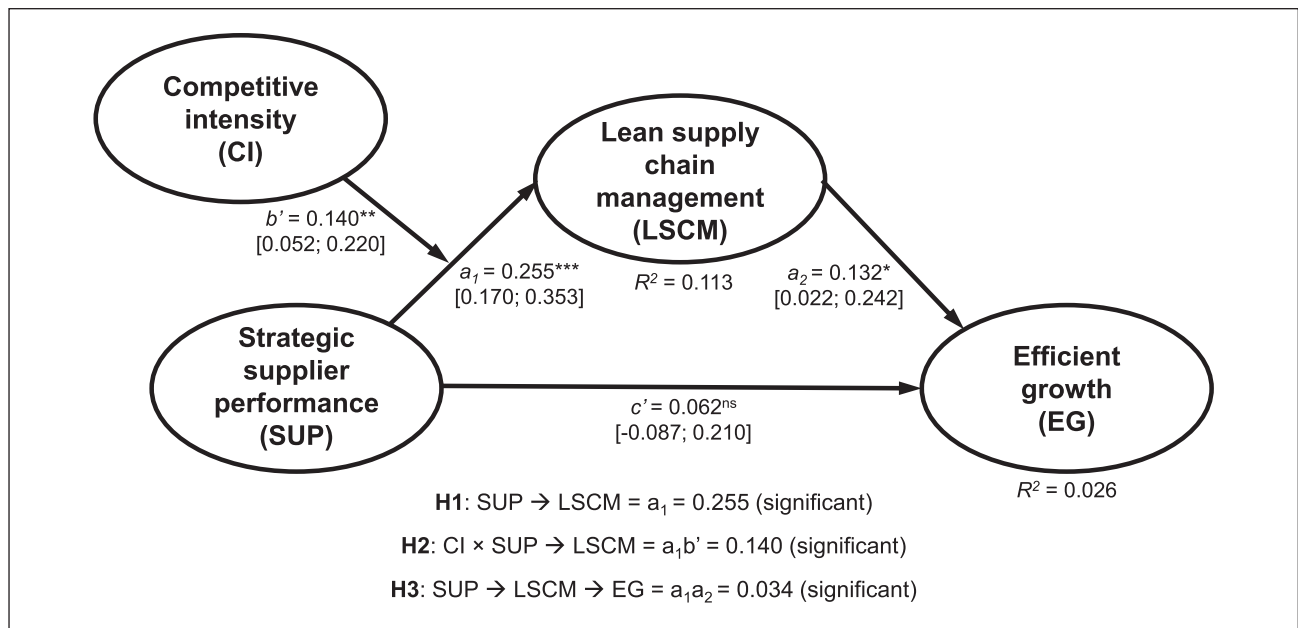 Competitive
intensity
(CI)
Lean supply
chain
management
(LSCM)
b’ = 0.140**
[0.052; 0.220]
a₁ = 0.255***
[0.170; 0.353]
R² = 0.113
a₂ = 0.132*
[0.022; 0.242]
Strategic
supplier
performance
(SUP)
Efficient
growth
(EG)
c’ = 0.062ⁿˢ
[-0.087; 0.210]
R² = 0.026
H1: SUP → LSCM = a₁ = 0.255 (significant)
H2: CI × SUP → LSCM = a₁b’ = 0.140 (significant)
H3: SUP → LSCM → EG = a₁a₂ = 0.034 (significant)